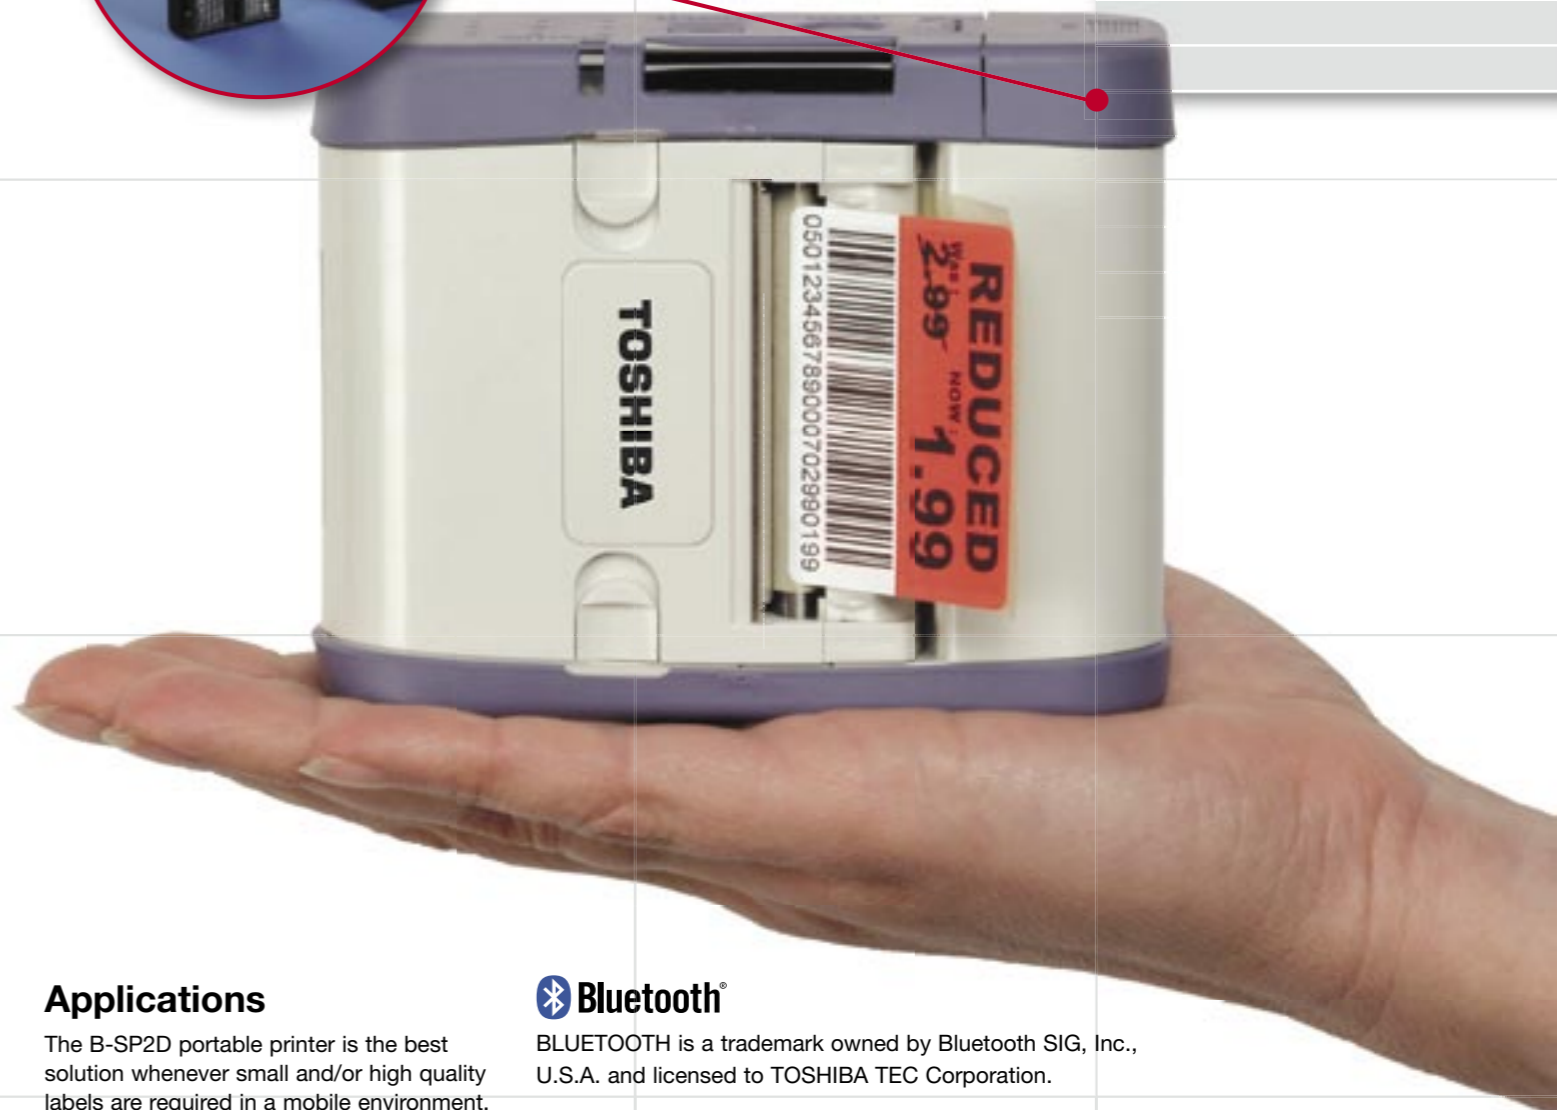 TOSHIBA
050123456789000702990199
REDUCED
Was :
2.99
NOW :
1.99
Applications
The B-SP2D portable printer is the best
solution whenever small and/or high quality
labels are required in a mobile environment.
Bluetooth®
BLUETOOTH is a trademark owned by Bluetooth SIG, Inc.,
U.S.A. and licensed to TOSHIBA TEC Corporation.